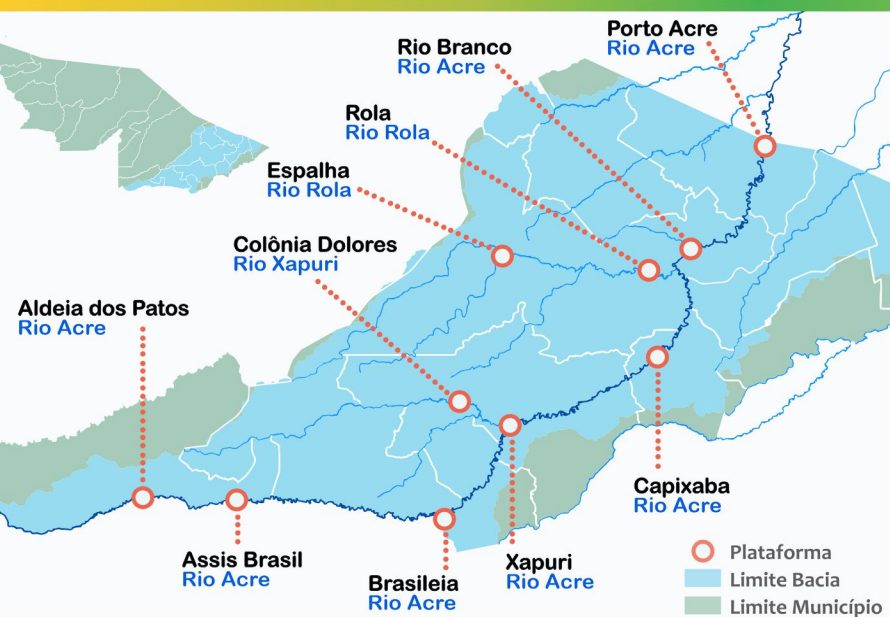 Porto Acre
Rio Acre
Rio Branco
Rio Acre
Rola
Rio Rola
Espalha
Rio Rola
Colônia Dolores
Rio Xapuri
Aldeia dos Patos
Rio Acre
Capixaba
Rio Acre
Assis Brasil
Rio Acre
Xapuri
Rio Acre
Brasileia
Rio Acre
Plataforma
Limite Bacia
Limite Município